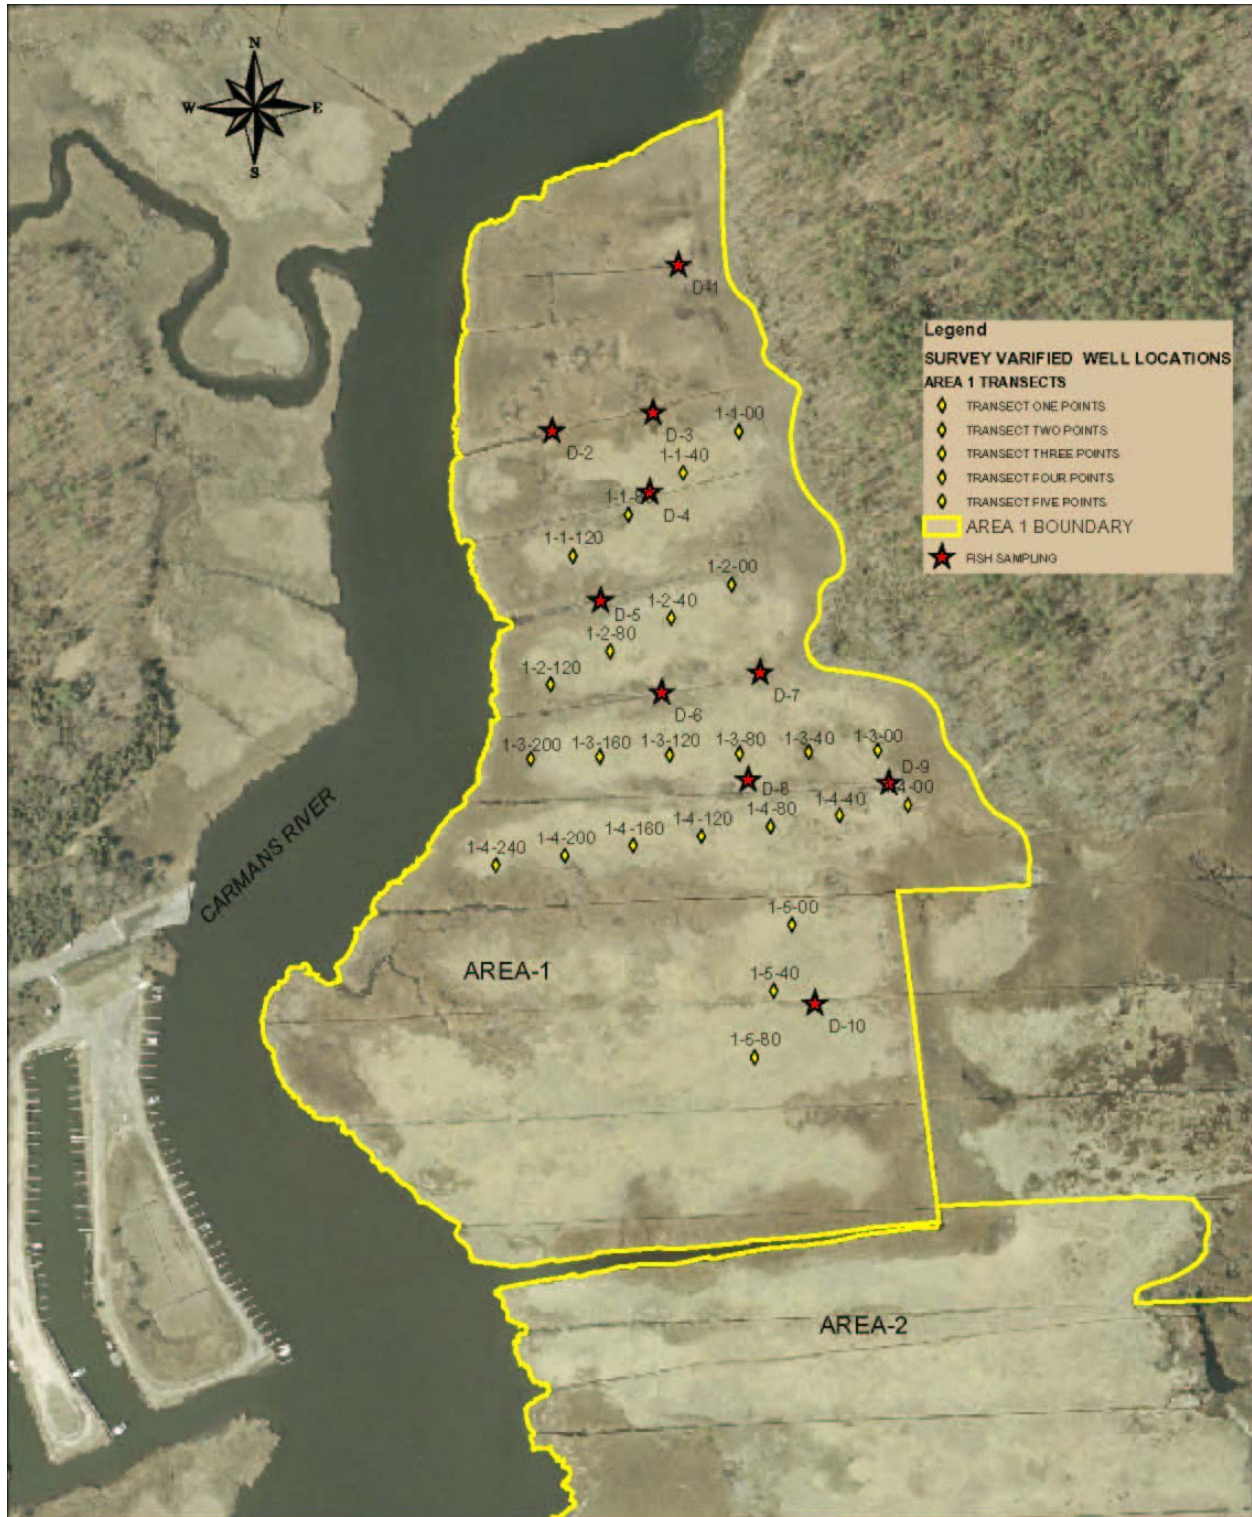 N
W
E
S
D-1
Legend
SURVEY VARIFIED WELL LOCATIONS
AREA 1 TRANSECTS
TRANSECT ONE POINTS
TRANSECT TWO POINTS
TRANSECT THREE POINTS
TRANSECT FOUR POINTS
TRANSECT FIVE POINTS
AREA 1 BOUNDARY
FISH SAMPLING
1-1-00
D-3
D-2
1-1-40
D-4
1-1-120
1-2-00
1-2-40
D-5
1-2-80
1-2-120
D-7
D-6
1-3-200
1-3-160
1-3-120
1-3-80
1-3-40
1-3-00
D-9
D-8
1-4-240
1-4-200
1-4-160
1-4-120
1-4-80
1-4-40
CARMANS RIVER
1-5-00
AREA-1
1-5-40
D-10
1-5-80
AREA-2